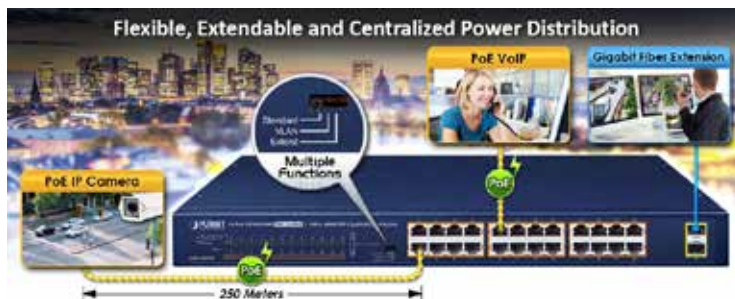 Flexible, Extendable and Centralized Power Distribution
PoE VoIP
Gigabit Fiber Extension
Standard
VLAN
Extend
Multiple
Functions
PoE IP Camera
PoE
PLANET
PoE
250 Meters